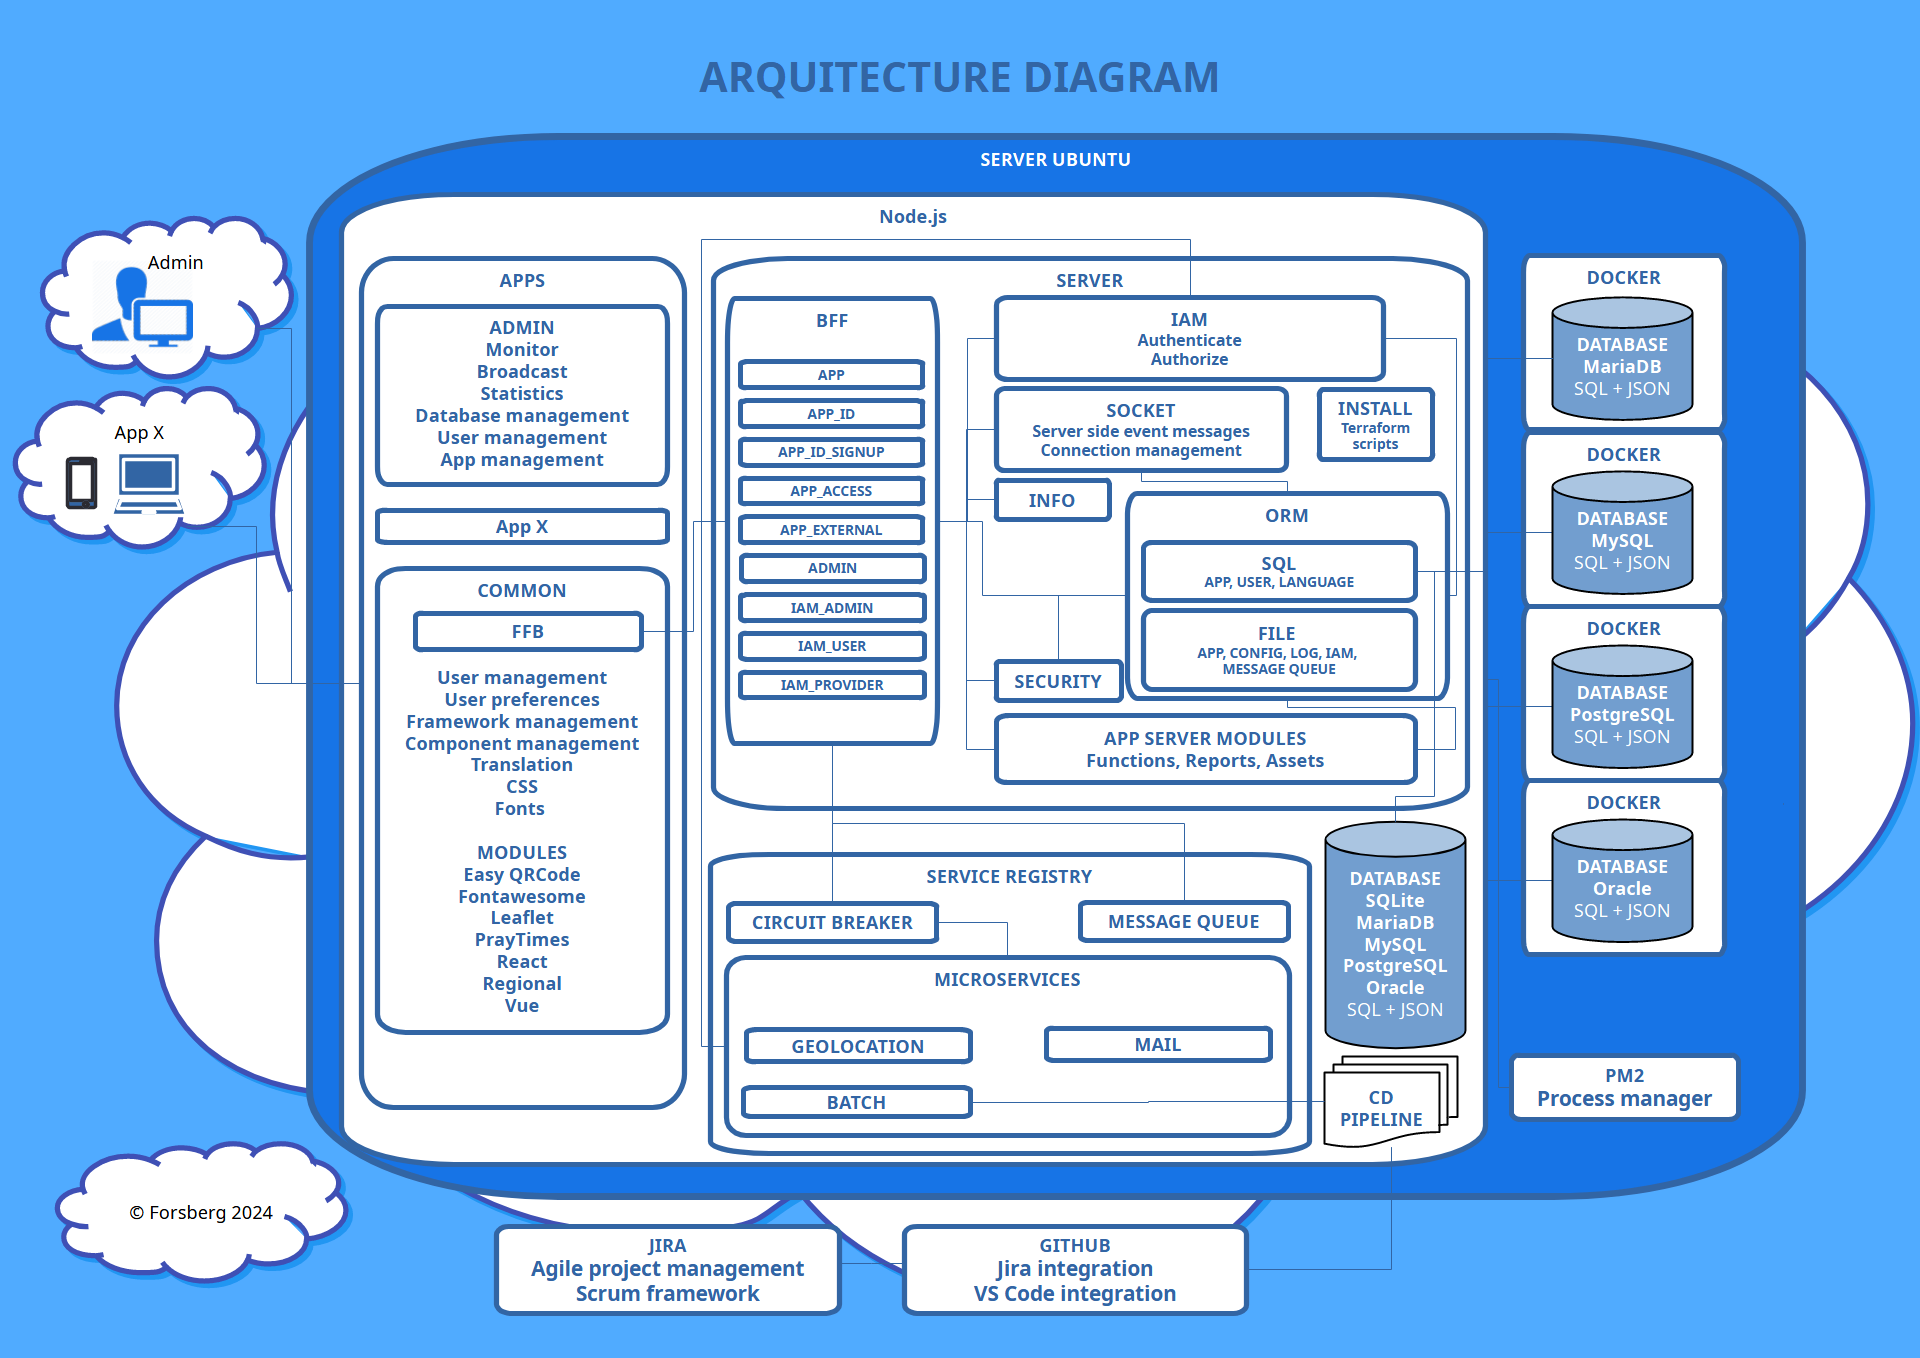 ARQUITECTURE DIAGRAM
SERVER UBUNTU
Node.js
Admin
App X
© Forsberg 2024
APPS
ADMIN
Monitor
Broadcast
Statistics
Database management
User management
App management
App X
COMMON
FFB
User management
User preferences
Framework management
Component management
Translation
CSS
Fonts
MODULES
Easy QRCode
Fontawesome
Leaflet
PrayTimes
React
Regional
Vue
SERVER
BFF
APP
APP_ID
APP_ID_SIGNUP
APP_ACCESS
APP_EXTERNAL
ADMIN
IAM_ADMIN
IAM_USER
IAM_PROVIDER
IAM
Authenticate
Authorize
SOCKET
Server side event messages
Connection management
INSTALL
Terraform
scripts
INFO
ORM
SQL
APP, USER, LANGUAGE
FILE
APP, CONFIG, LOG, IAM,
MESSAGE QUEUE
SECURITY
APP SERVER MODULES
Functions, Reports, Assets
SERVICE REGISTRY
CIRCUIT BREAKER
MESSAGE QUEUE
MICROSERVICES
GEOLOCATION
MAIL
BATCH
DATABASE
SQLite
MariaDB
MySQL
PostgreSQL
Oracle
SQL + JSON
CD
PIPELINE
DOCKER
DATABASE
MariaDB
SQL + JSON
DOCKER
DATABASE
MySQL
SQL + JSON
DOCKER
DATABASE
PostgreSQL
SQL + JSON
DOCKER
DATABASE
Oracle
SQL + JSON
PM2
Process manager
JIRA
Agile project management
Scrum framework
GITHUB
Jira integration
VS Code integration